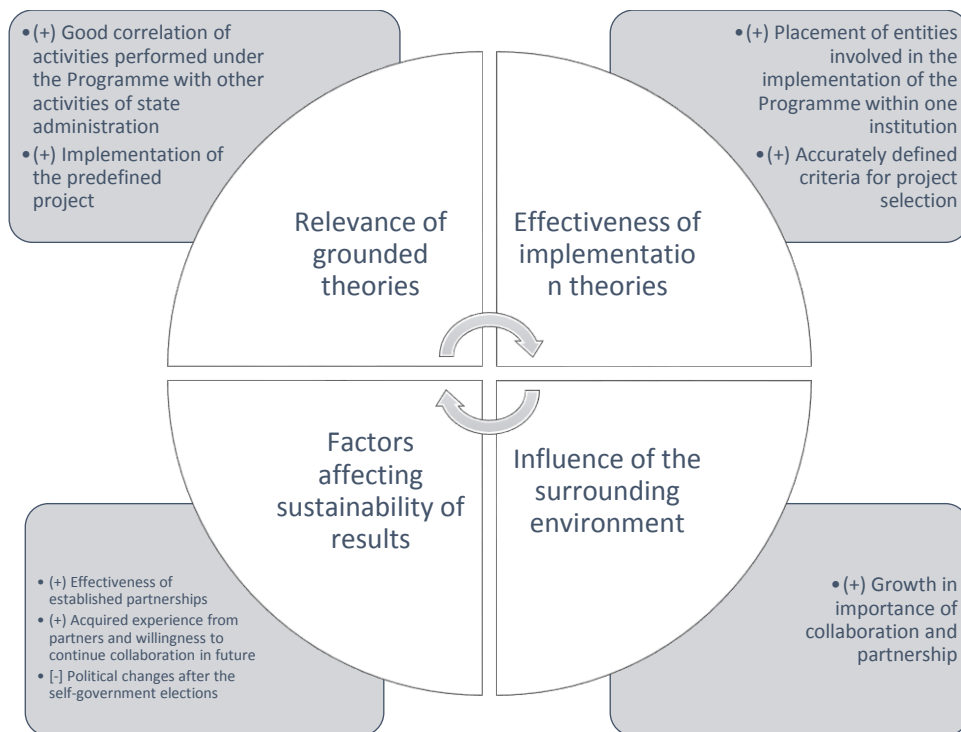 • (+) Good correlation of
activities performed under
the Programme with other
activities of state
administration
• (+) Implementation of
the predefined
project
• (+) Placement of entities
involved in the
implementation of the
Programme within one
institution
• (+) Accurately defined
criteria for project
selection
Relevance of
grounded
theories
Effectiveness of
implementatio
n theories
Factors
affecting
sustainability of
results
Influence of the
surrounding
environment
• (+) Effectiveness of
established partnerships
• (+) Acquired experience from
partners and willingness to
continue collaboration in future
• [-] Political changes after the
self-government elections
• (+) Growth in
importance of
collaboration and
partnership